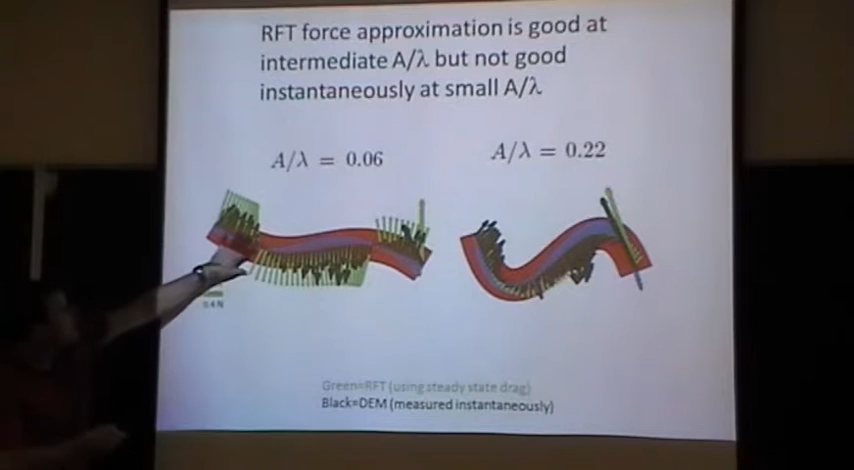 RFT force approximation is good at
intermediate A/λ but not good
instantaneously at small A/λ
A/λ = 0.06
A/λ = 0.22
Green=RFT (using steady state drag)
Black=DEM (measured instantaneously)